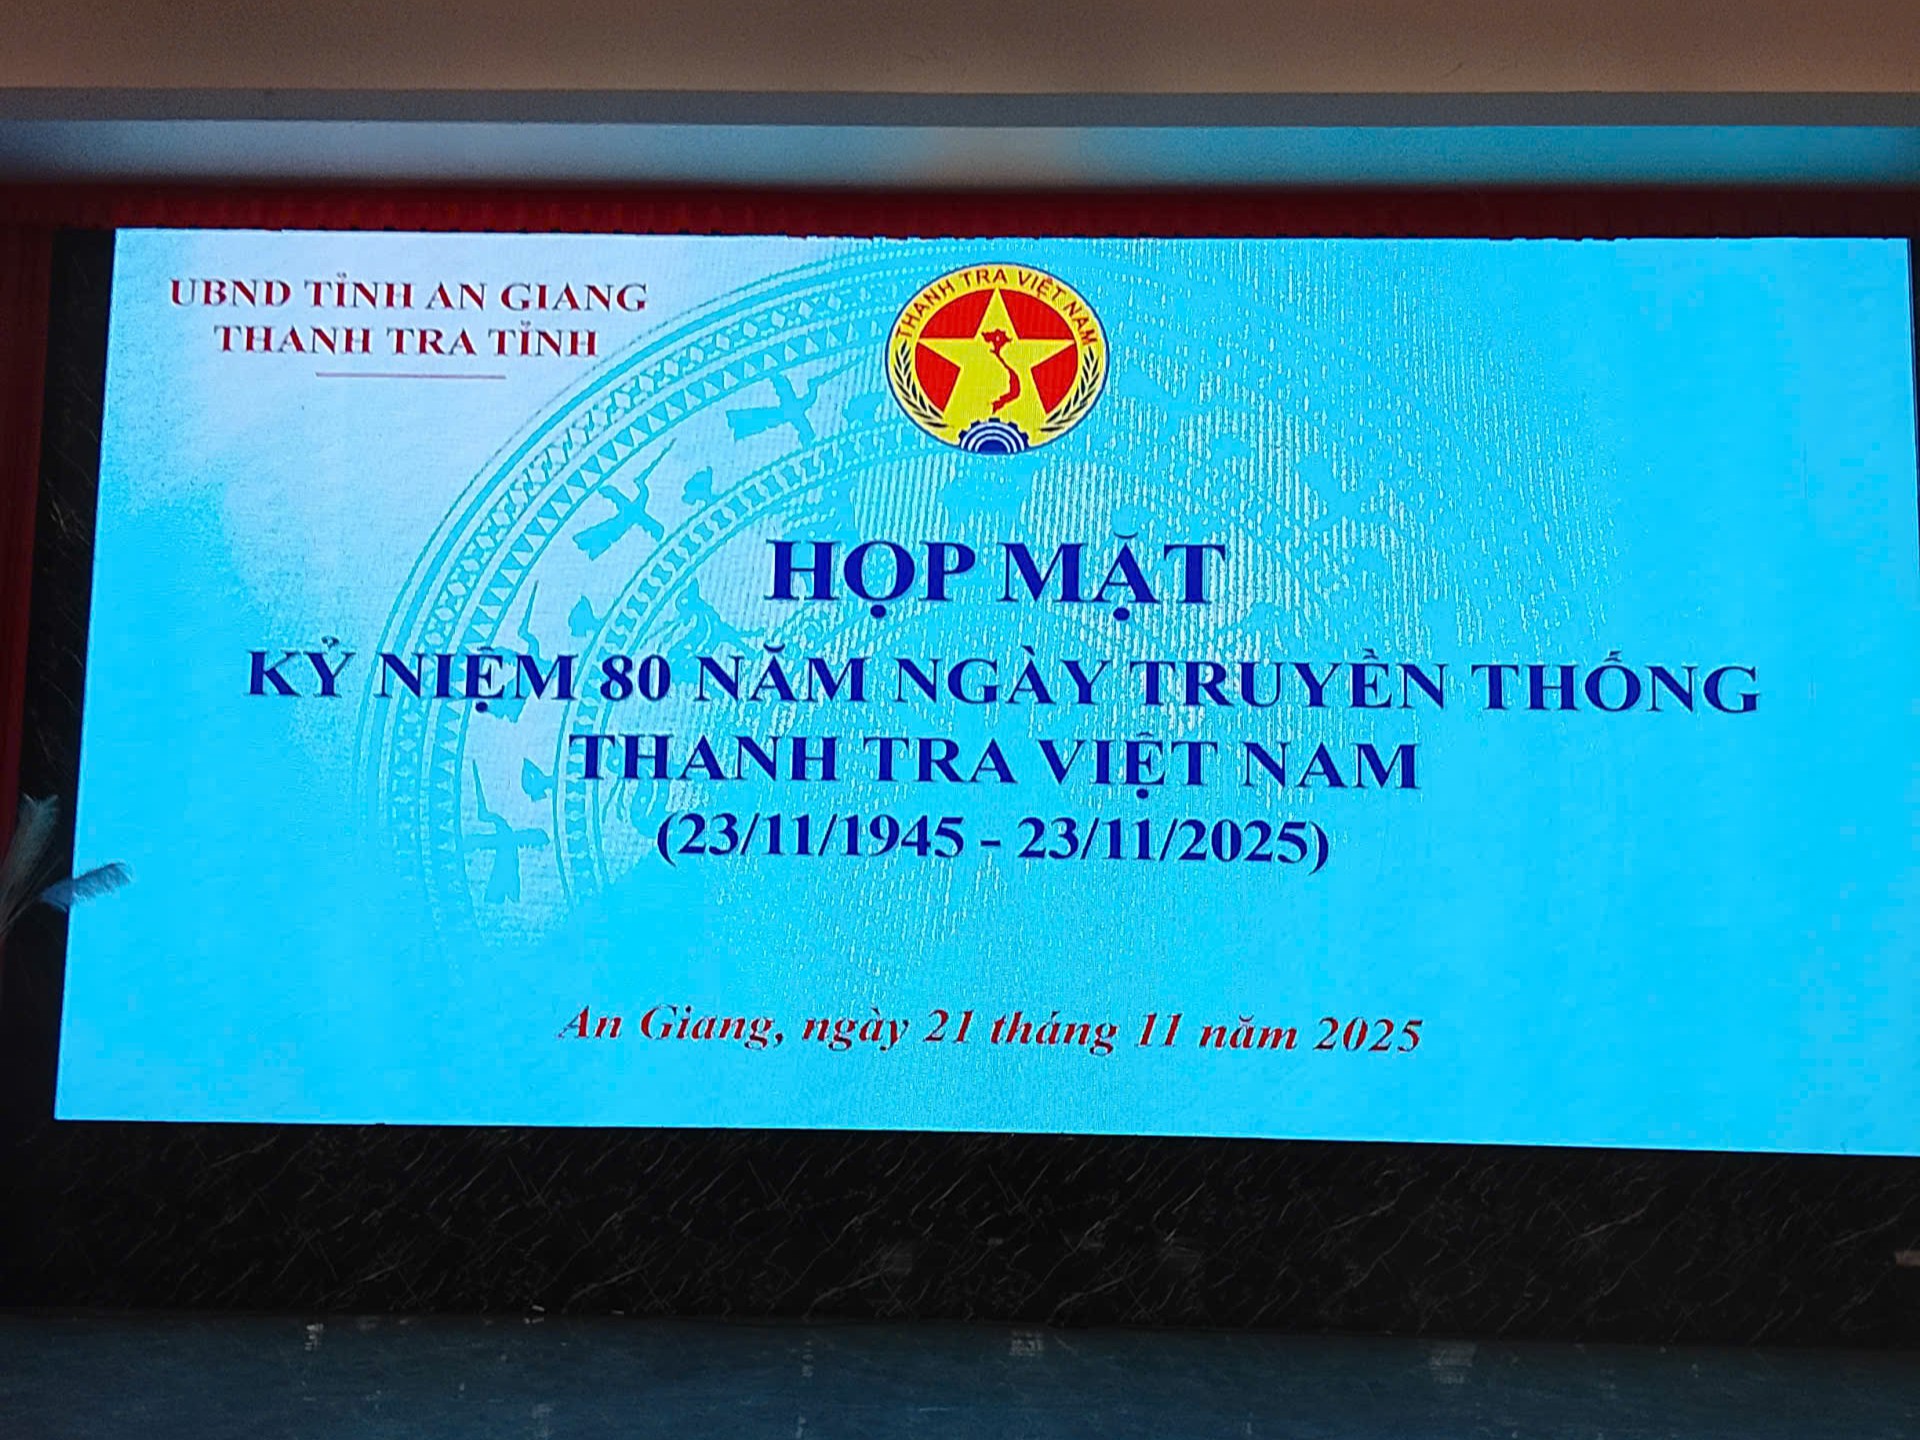 UBND TỈNH AN GIANG
THANH TRA TỈNH
THANH TRA VIỆT NAM
HỌP MẶT
KỶ NIỆM 80 NĂM NGÀY TRUYỀN THỐNG
THANH TRA VIỆT NAM
(23/11/1945 - 23/11/2025)
An Giang, ngày 21 tháng 11 năm 2025